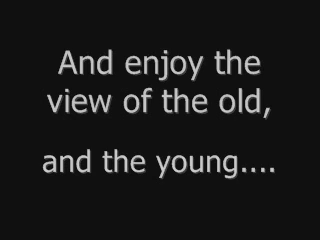 And enjoy the
view of the old,
and the young....